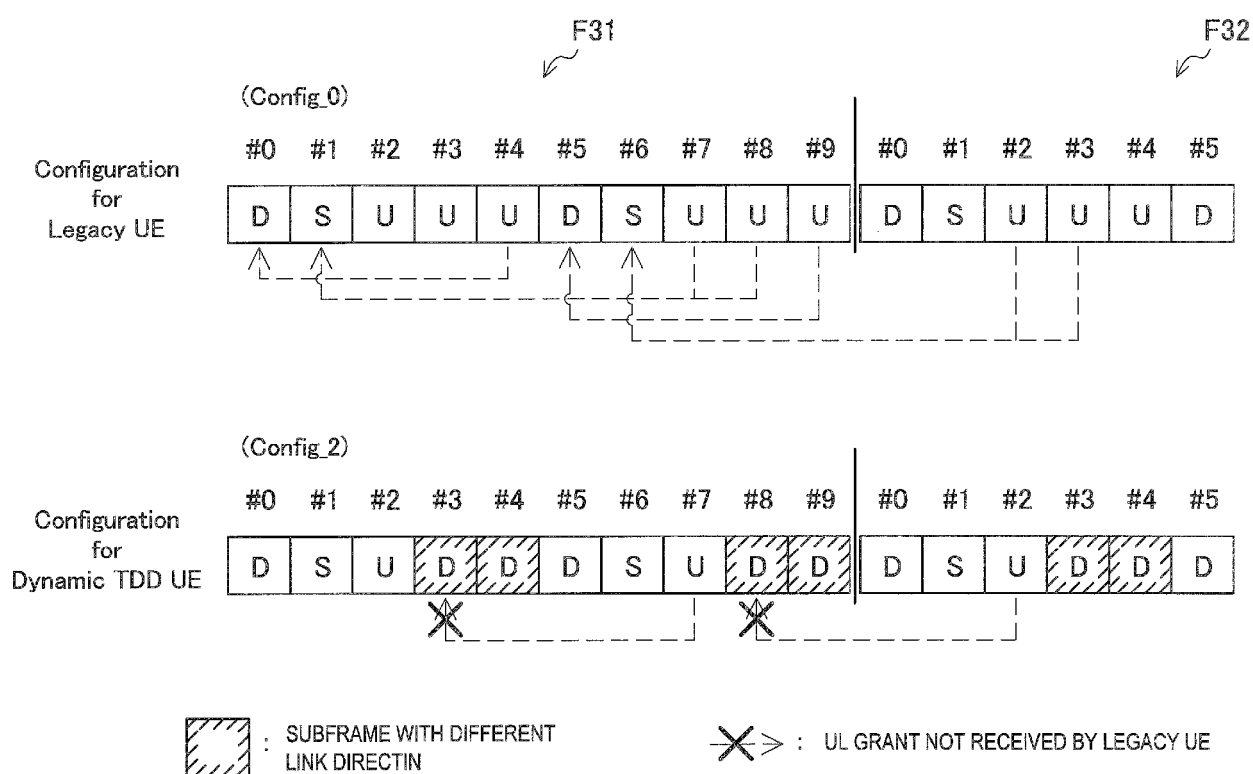 F31 F32
(Config_0)
#0 #1 #2 #3 #4 #5 #6 #7 #8 #9 #0 #1 #2 #3 #4 #5
Configuration
for
Legacy UE
D S U U U D S U U U D S U U U D
(Config_2)
#0 #1 #2 #3 #4 #5 #6 #7 #8 #9 #0 #1 #2 #3 #4 #5
Configuration
for
Dynamic TDD UE
D S U D D D S U D D D S U D D D
: SUBFRAME WITH DIFFERENT
LINK DIRECTIN
: UL GRANT NOT RECEIVED BY LEGACY UE